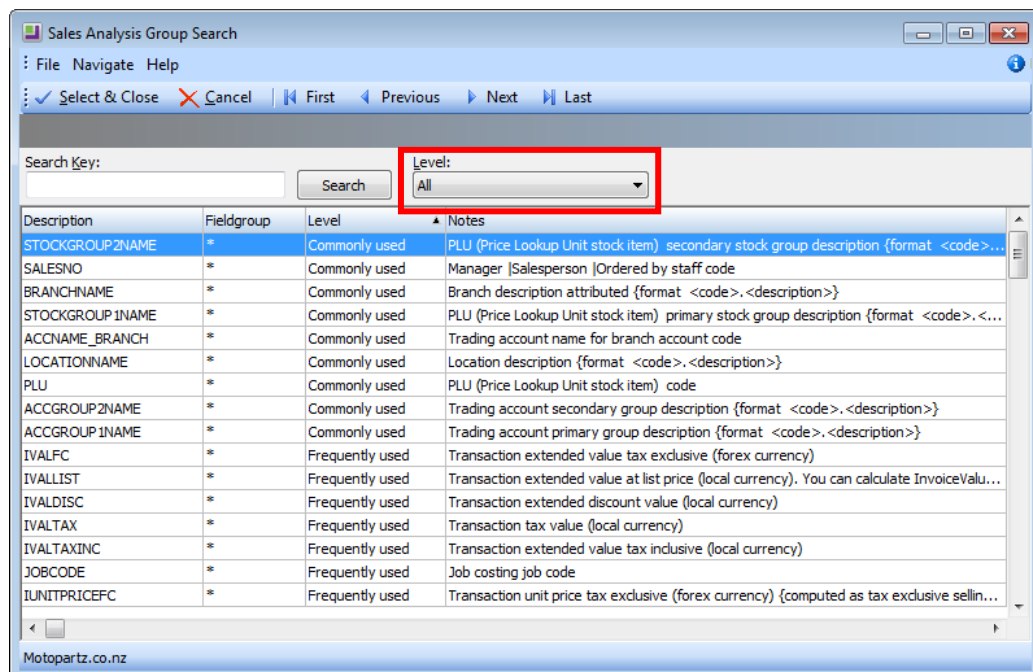 Sales Analysis Group Search
File Navigate Help
Select & Close Cancel First Previous Next Last
Search Key: Level:
Search All
Description Fieldgroup Level Notes
STOCKGROUP2NAME * Commonly used PLU (Price Lookup Unit stock item) secondary stock group description {format <code>...
SALESNO * Commonly used Manager |Salesperson |Ordered by staff code
BRANCHNAME * Commonly used Branch description attributed {format <code>.<description>}
STOCKGROUP1NAME * Commonly used PLU (Price Lookup Unit stock item) primary stock group description {format <code>.<...
ACCNAME_BRANCH * Commonly used Trading account name for branch account code
LOCATIONNAME * Commonly used Location description {format <code>.<description>}
PLU * Commonly used PLU (Price Lookup Unit stock item) code
ACCGROUP2NAME * Commonly used Trading account secondary group description {format <code>.<description>}
ACCGROUP1NAME * Commonly used Trading account primary group description {format <code>.<description>}
IVALFC * Frequently used Transaction extended value tax exclusive (forex currency)
IVALLIST * Frequently used Transaction extended value at list price (local currency). You can calculate InvoiceValu...
IVALDISC * Frequently used Transaction extended discount value (local currency)
IVALTAX * Frequently used Transaction tax value (local currency)
IVALTAXINC * Frequently used Transaction extended value tax inclusive (local currency)
JOBCODE * Frequently used Job costing job code
IUNITPRICEFC * Frequently used Transaction unit price tax exclusive (forex currency) {computed as tax exclusive sellin...
Motopartz.co.nz